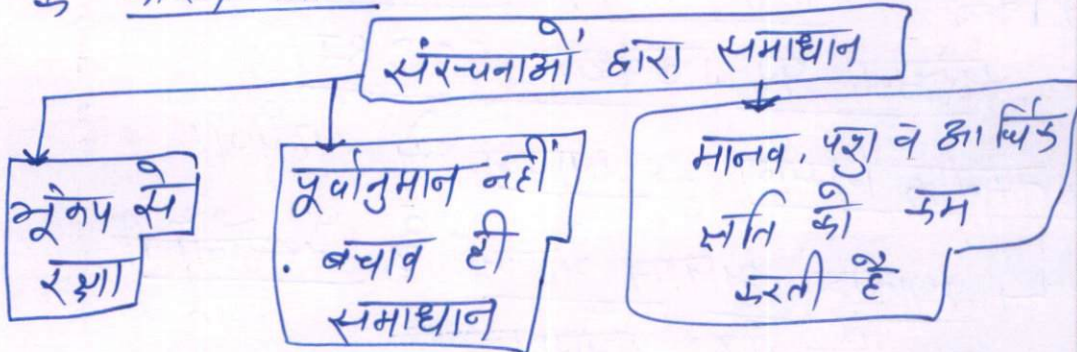 संरचनाओं द्वारा समाधान
भूकंप से
रक्षा
पूर्वानुमान नहीं
बचाव ही
समाधान
मानव, पशु व आर्थिक
क्षति को कम
करती है